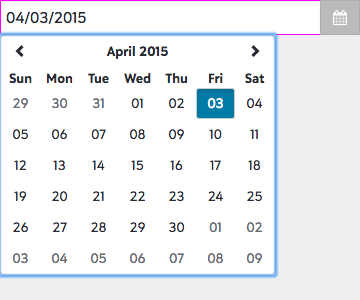 04/03/2015
April 2015
Sun Mon Tue Wed Thu Fri Sat
29 30 31 01 02 03 04
05 06 07 08 09 10 11
12 13 14 15 16 17 18
19 20 21 22 23 24 25
26 27 28 29 30 01 02
03 04 05 06 07 08 09